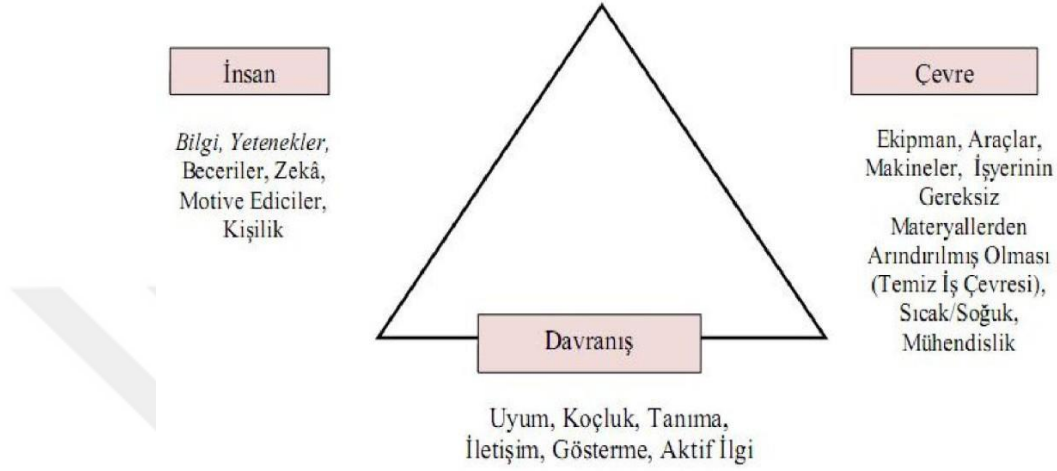 İnsan
Bilgi, Yetenekler,
Beceriler, Zekâ,
Motive Ediciler,
Kişilik
Çevre
Ekipman, Araçlar,
Makineler, İşyerinin
Gereksiz
Materyallerden
Arındırılmış Olması
(Temiz İş Çevresi),
Sıcak/Soğuk,
Mühendislik
Davranış
Uyum, Koçluk, Tanıma,
İletişim, Gösterme, Aktif İlgi